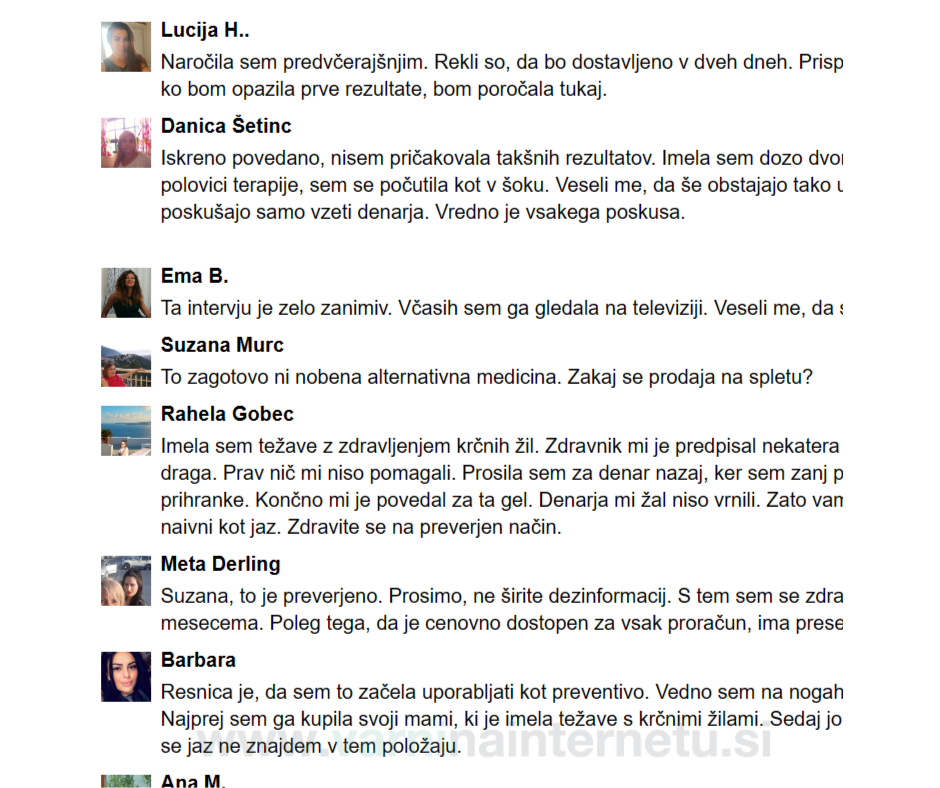 Lucija H..
Naročila sem predvčerajšnjim. Rekli so, da bo dostavljeno v dveh dneh. Prisp
ko bom opazila prve rezultate, bom poročala tukaj.
Danica Šetinc
Iskreno povedano, nisem pričakovala takšnih rezultatov. Imela sem dozo dvor
polovici terapije, sem se počutila kot v šoku. Veseli me, da še obstajajo tako
poskušajo samo vzeti denarja. Vredno je vsakega poskusa.
Ema B.
Ta intervju je zelo zanimiv. Včasih sem ga gledala na televiziji. Veseli me, da
Suzana Murc
To zagotovo ni nobena alternativna medicina. Zakaj se prodaja na spletu?
Rahela Gobec
Imela sem težave z zdravljenjem krčnih žil. Zdravnik mi je predpisal nekatera
draga. Prav nič mi niso pomagali. Prosila sem za denar nazaj, ker sem zanj p
prihranke. Končno mi je povedal za ta gel. Denarja mi žal niso vrnili. Zato vam
naivni kot jaz. Zdravite se na preverjen način.
Meta Derling
Suzana, to je preverjeno. Prosimo, ne širite dezinformacij. S tem sem se zdra
mesecema. Poleg tega, da je cenovno dostopen za vsak proračun, ima prese
Barbara
Resnica je, da sem to začela uporabljati kot preventivo. Vedno sem na nogah
Najprej sem ga kupila svoji mami, ki je imela težave s krčnimi žilami. Sedaj jo
se jaz ne znajdem v tem položaju.
www.varninainternetu.si
Ana M.